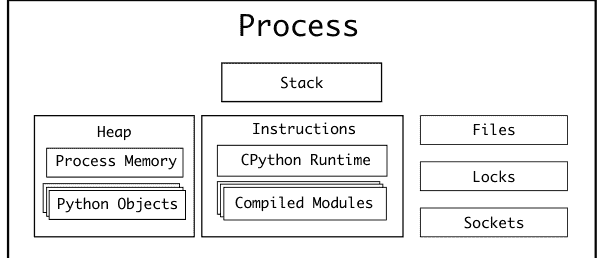 Process
Stack
Heap
Process Memory
Python Objects
Instructions
CPython Runtime
Compiled Modules
Files
Locks
Sockets